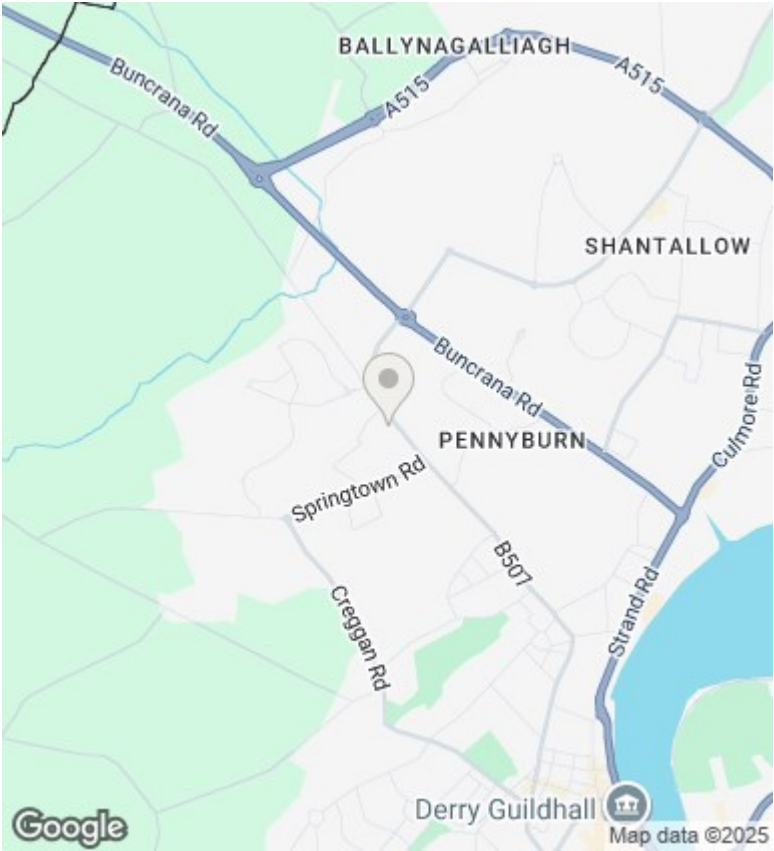 BALLYNAGALLIAGH
Buncrana Rd
A515
A515
SHANTALLOW
Buncrana Rd
Culmore Rd
PENNYBURN
Springtown Rd
B507
Creggan Rd
Strand Rd
Derry Guildhall
Google
Map data ©2025